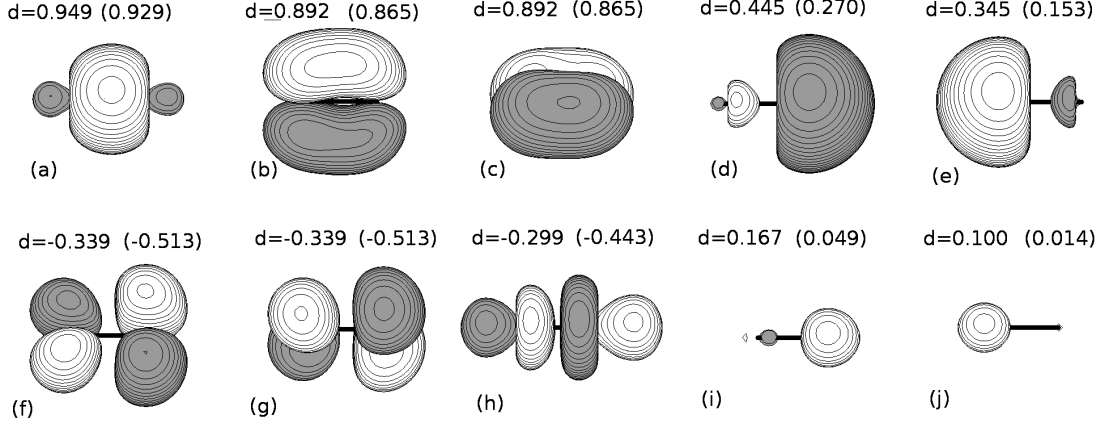 d=0.949 (0.929)
d=0.892 (0.865)
d=0.892 (0.865)
d=0.445 (0.270)
d=0.345 (0.153)
(a)
(b)
(c)
(d)
(e)
d=-0.339 (-0.513)
d=-0.339 (-0.513)
d=-0.299 (-0.443)
d=0.167 (0.049)
d=0.100 (0.014)
(f)
(g)
(h)
(i)
(j)